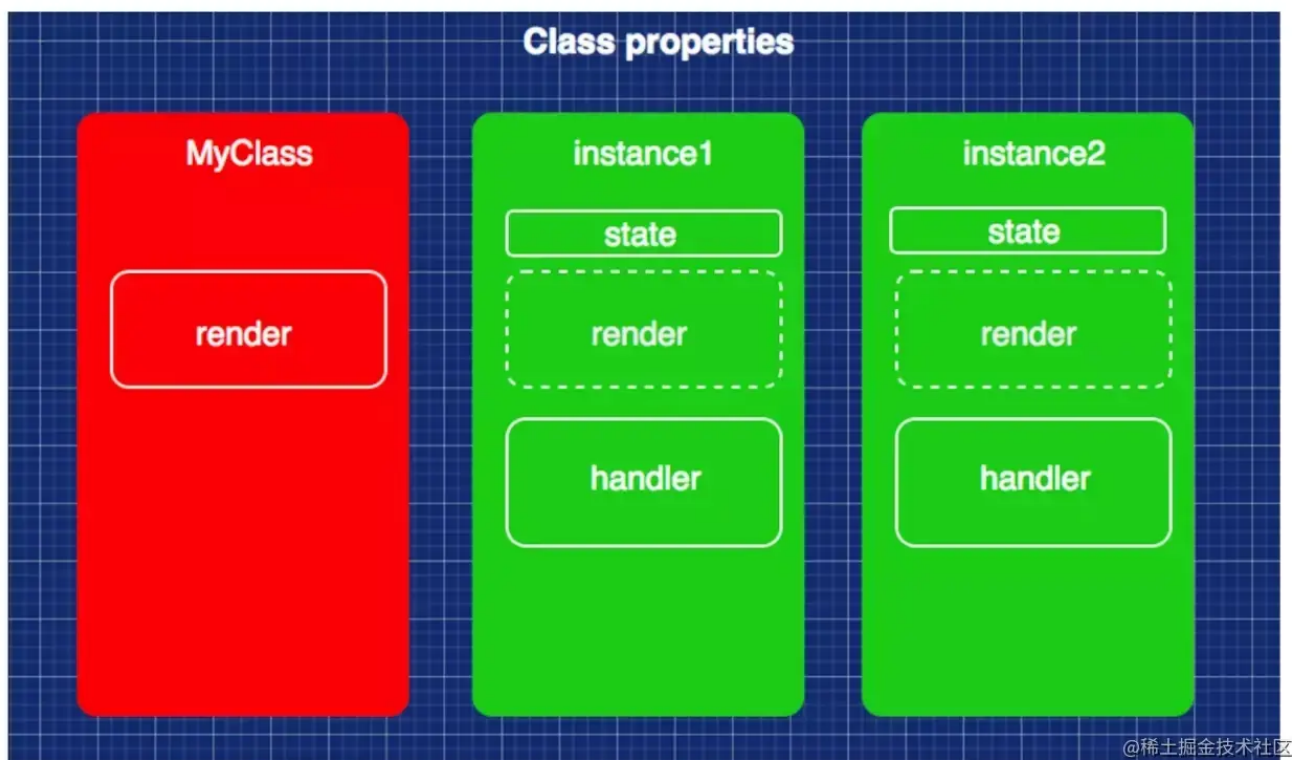 Class properties
MyClass
render
instance1
state
render
handler
instance2
state
render
handler
@稀土掘金技术社区